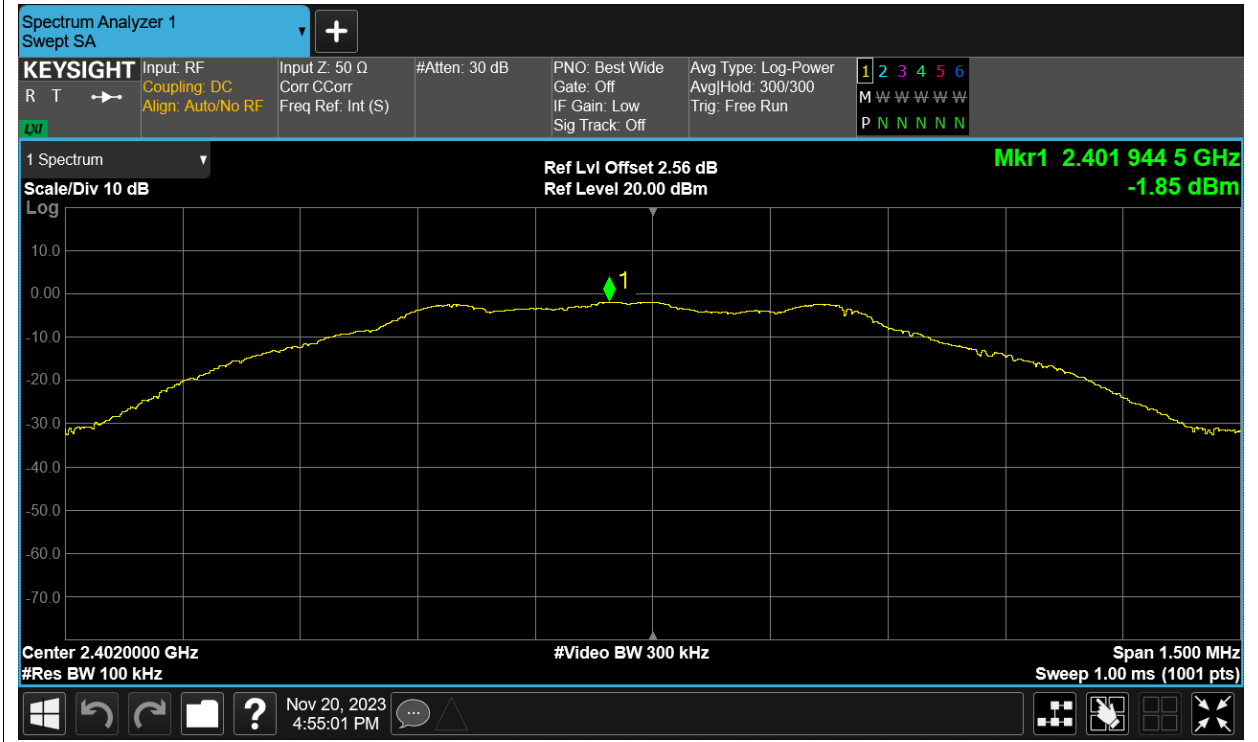 Spectrum Analyzer 1
Swept SA
KEYSIGHT
R T
LXI
Input: RF
Coupling: DC
Align: Auto/No RF
Input Z: 50 Ω
Corr CCorr
Freq Ref: Int (S)
#Atten: 30 dB
PNO: Best Wide
Gate: Off
IF Gain: Low
Sig Track: Off
Avg Type: Log-Power
Avg|Hold: 300/300
Trig: Free Run
1 2 3 4 5 6
M W W W W W
P N N N N N
1 Spectrum
Scale/Div 10 dB
Log
Ref Lvl Offset 2.56 dB
Ref Level 20.00 dBm
Mkr1 2.401 944 5 GHz
-1.85 dBm
1
10.0
0.00
-10.0
-20.0
-30.0
-40.0
-50.0
-60.0
-70.0
Center 2.4020000 GHz
#Res BW 100 kHz
#Video BW 300 kHz
Span 1.500 MHz
Sweep 1.00 ms (1001 pts)
?
Nov 20, 2023
4:55:01 PM